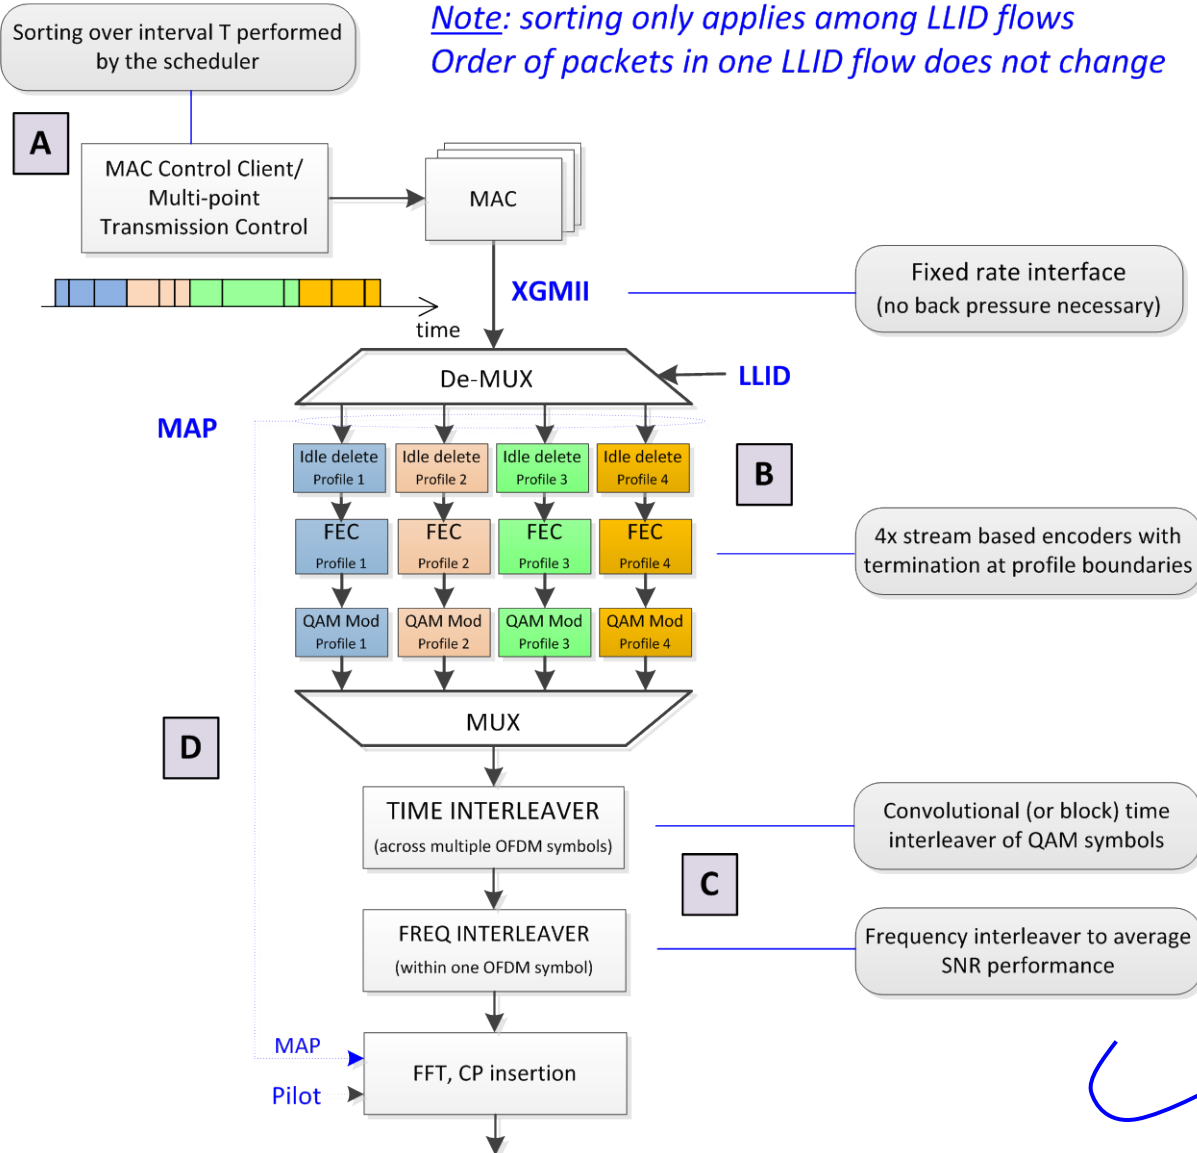 Note: sorting only applies among LLID flows
Order of packets in one LLID flow does not change
Sorting over interval T performed
by the scheduler
A
MAC Control Client/
Multi-point
Transmission Control
MAC
time
XGMII
Fixed rate interface
(no back pressure necessary)
De-MUX
LLID
MAP
Idle delete
Profile 1
Idle delete
Profile 2
Idle delete
Profile 3
Idle delete
Profile 4
B
FEC
Profile 1
FEC
Profile 2
FEC
Profile 3
FEC
Profile 4
4x stream based encoders with
termination at profile boundaries
QAM Mod
Profile 1
QAM Mod
Profile 2
QAM Mod
Profile 3
QAM Mod
Profile 4
MUX
D
TIME INTERLEAVER
(across multiple OFDM symbols)
Convolutional (or block) time
interleaver of QAM symbols
C
FREQ INTERLEAVER
(within one OFDM symbol)
Frequency interleaver to average
SNR performance
MAP
Pilot
FFT, CP insertion